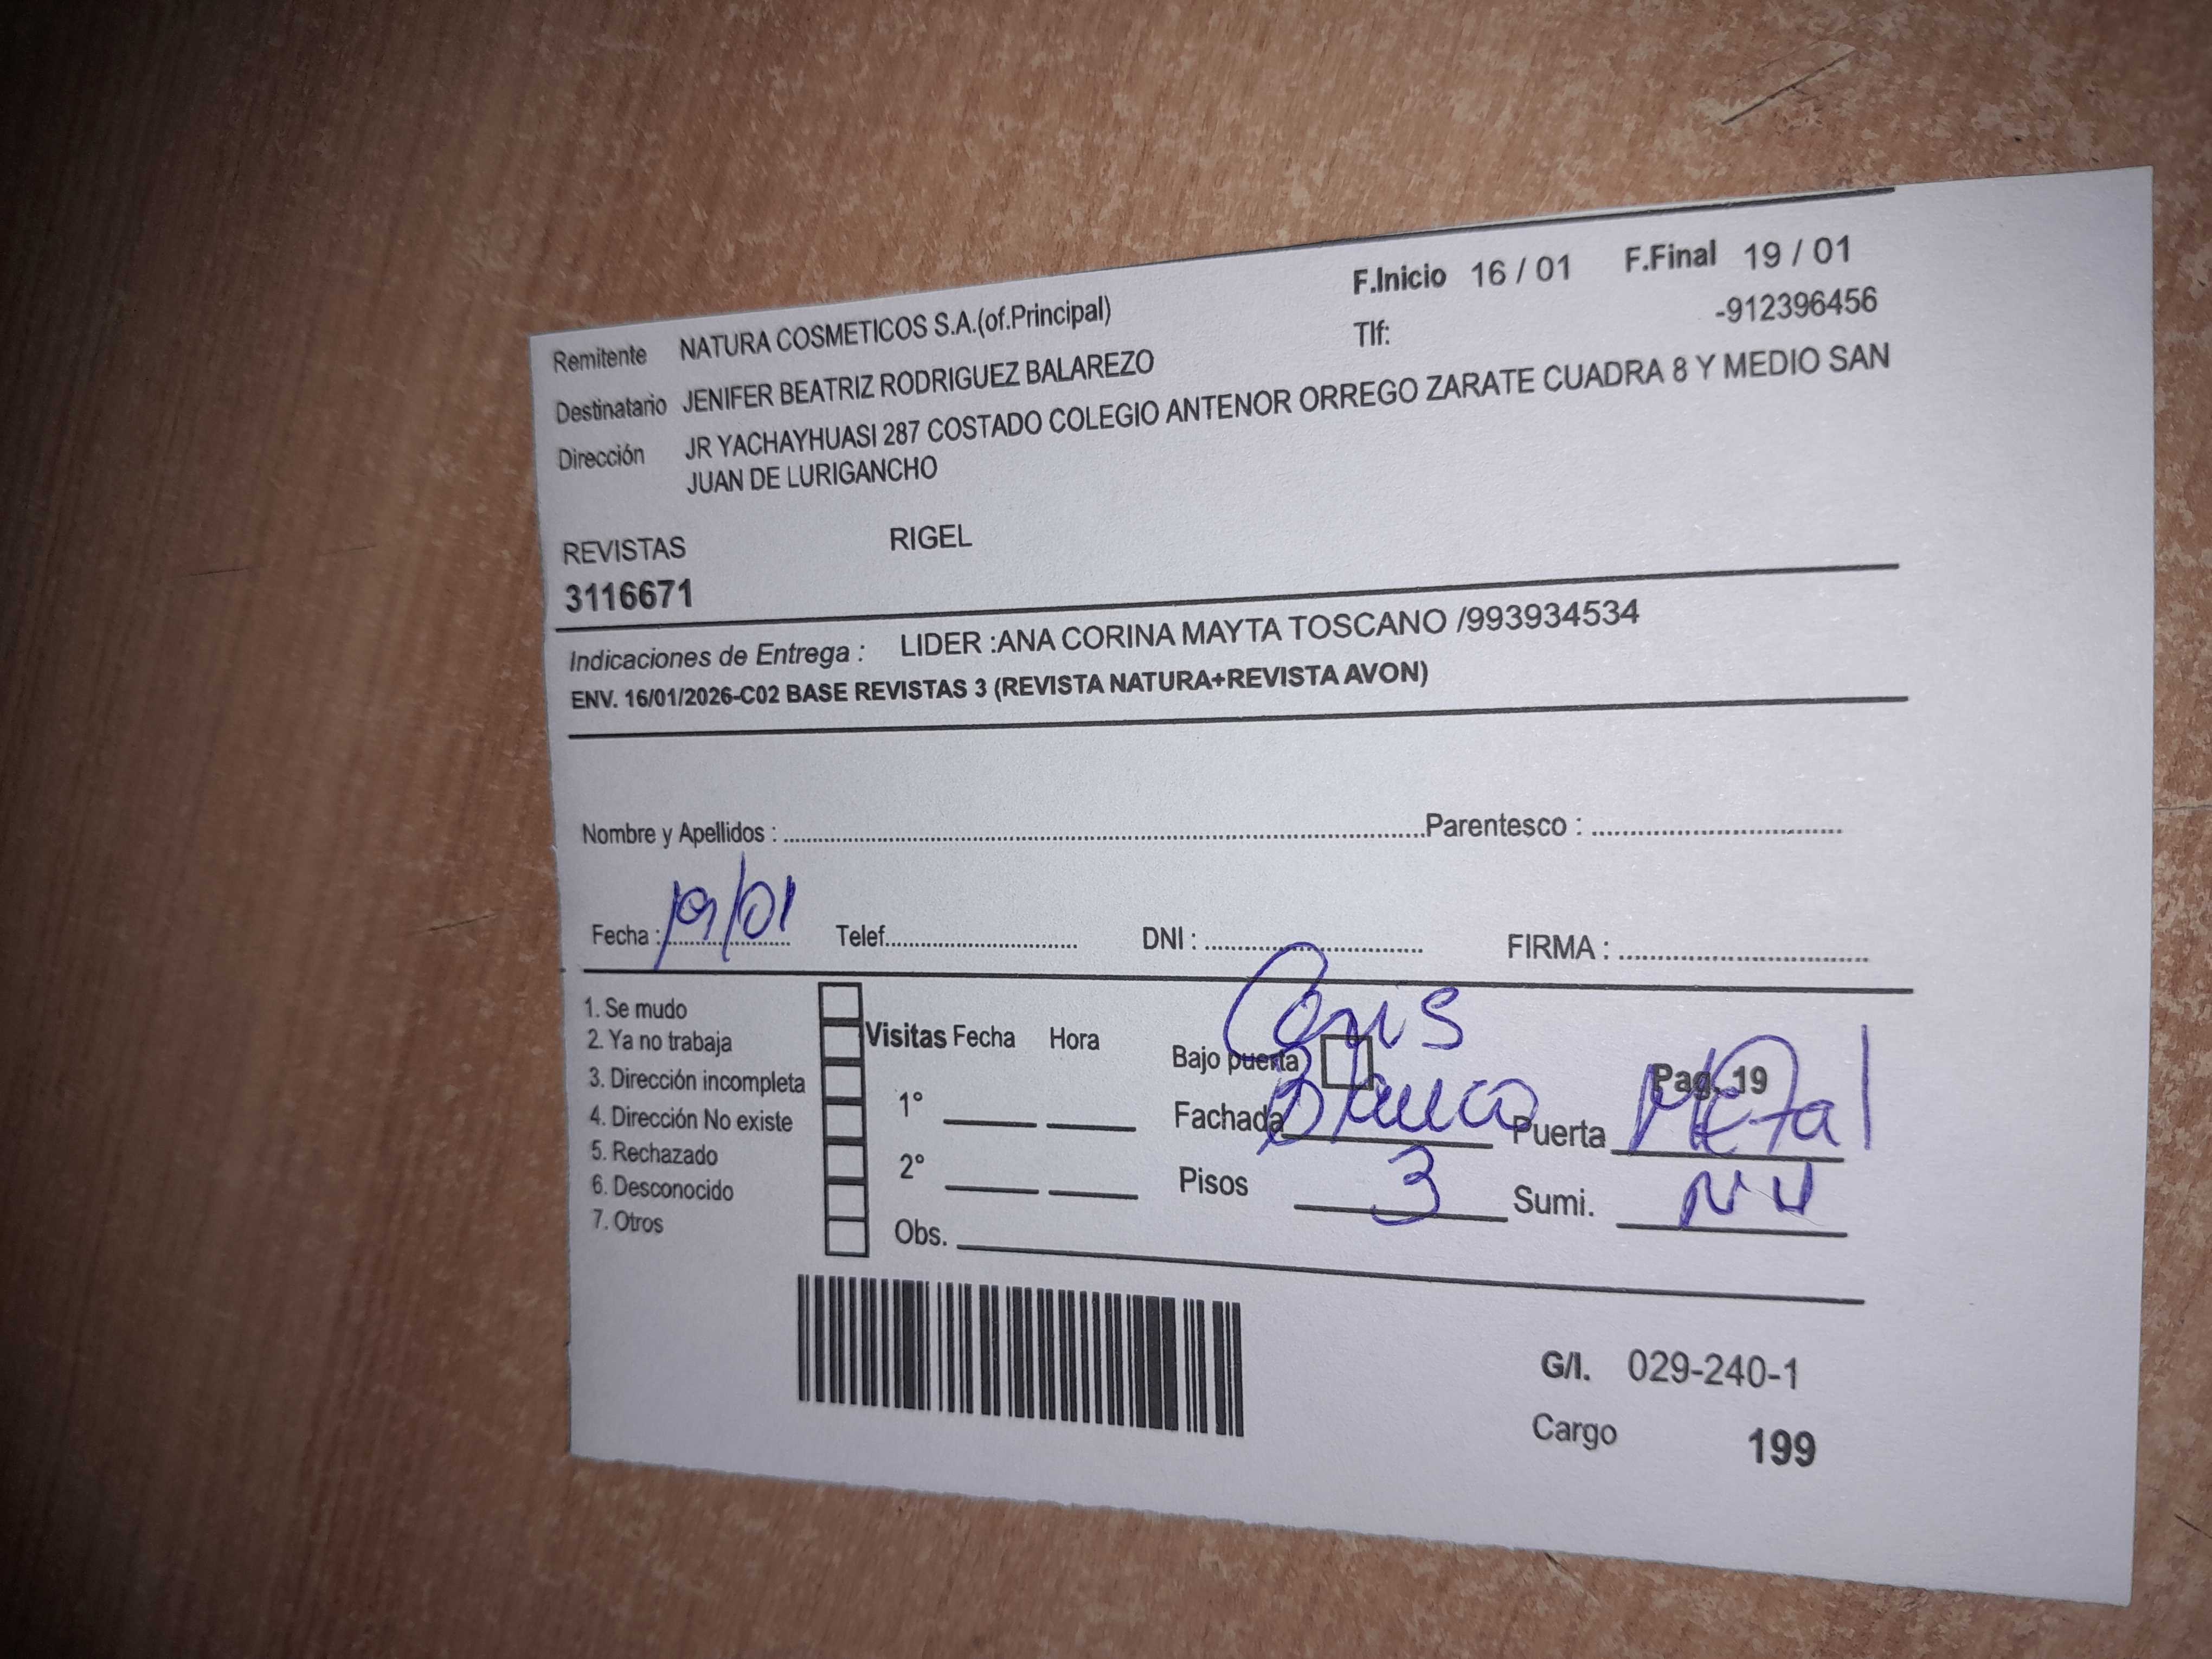 F.Inicio 16 / 01 F.Final 19 / 01
Remitente NATURA COSMETICOS S.A.(of.Principal) Tlf: -912396456
Destinatario JENIFER BEATRIZ RODRIGUEZ BALAREZO
Dirección JR YACHAYHUASI 287 COSTADO COLEGIO ANTENOR ORREGO ZARATE CUADRA 8 Y MEDIO SAN
JUAN DE LURIGANCHO
REVISTAS RIGEL
3116671
Indicaciones de Entrega : LIDER :ANA CORINA MAYTA TOSCANO /993934534
ENV. 16/01/2026-C02 BASE REVISTAS 3 (REVISTA NATURA+REVISTA AVON)
Nombre y Apellidos : Parentesco :
Fecha : 19/01 Telef. DNI : FIRMA :
1. Se mudo
2. Ya no trabaja
3. Dirección incompleta
4. Dirección No existe
5. Rechazado
6. Desconocido
7. Otros
Visitas Fecha Hora
1°
2°
Obs.
Bajo puerta Pag. 19
Fachada Blanco Puerta Metal
Pisos 3 Sumi.
G/I. 029-240-1
Cargo 199